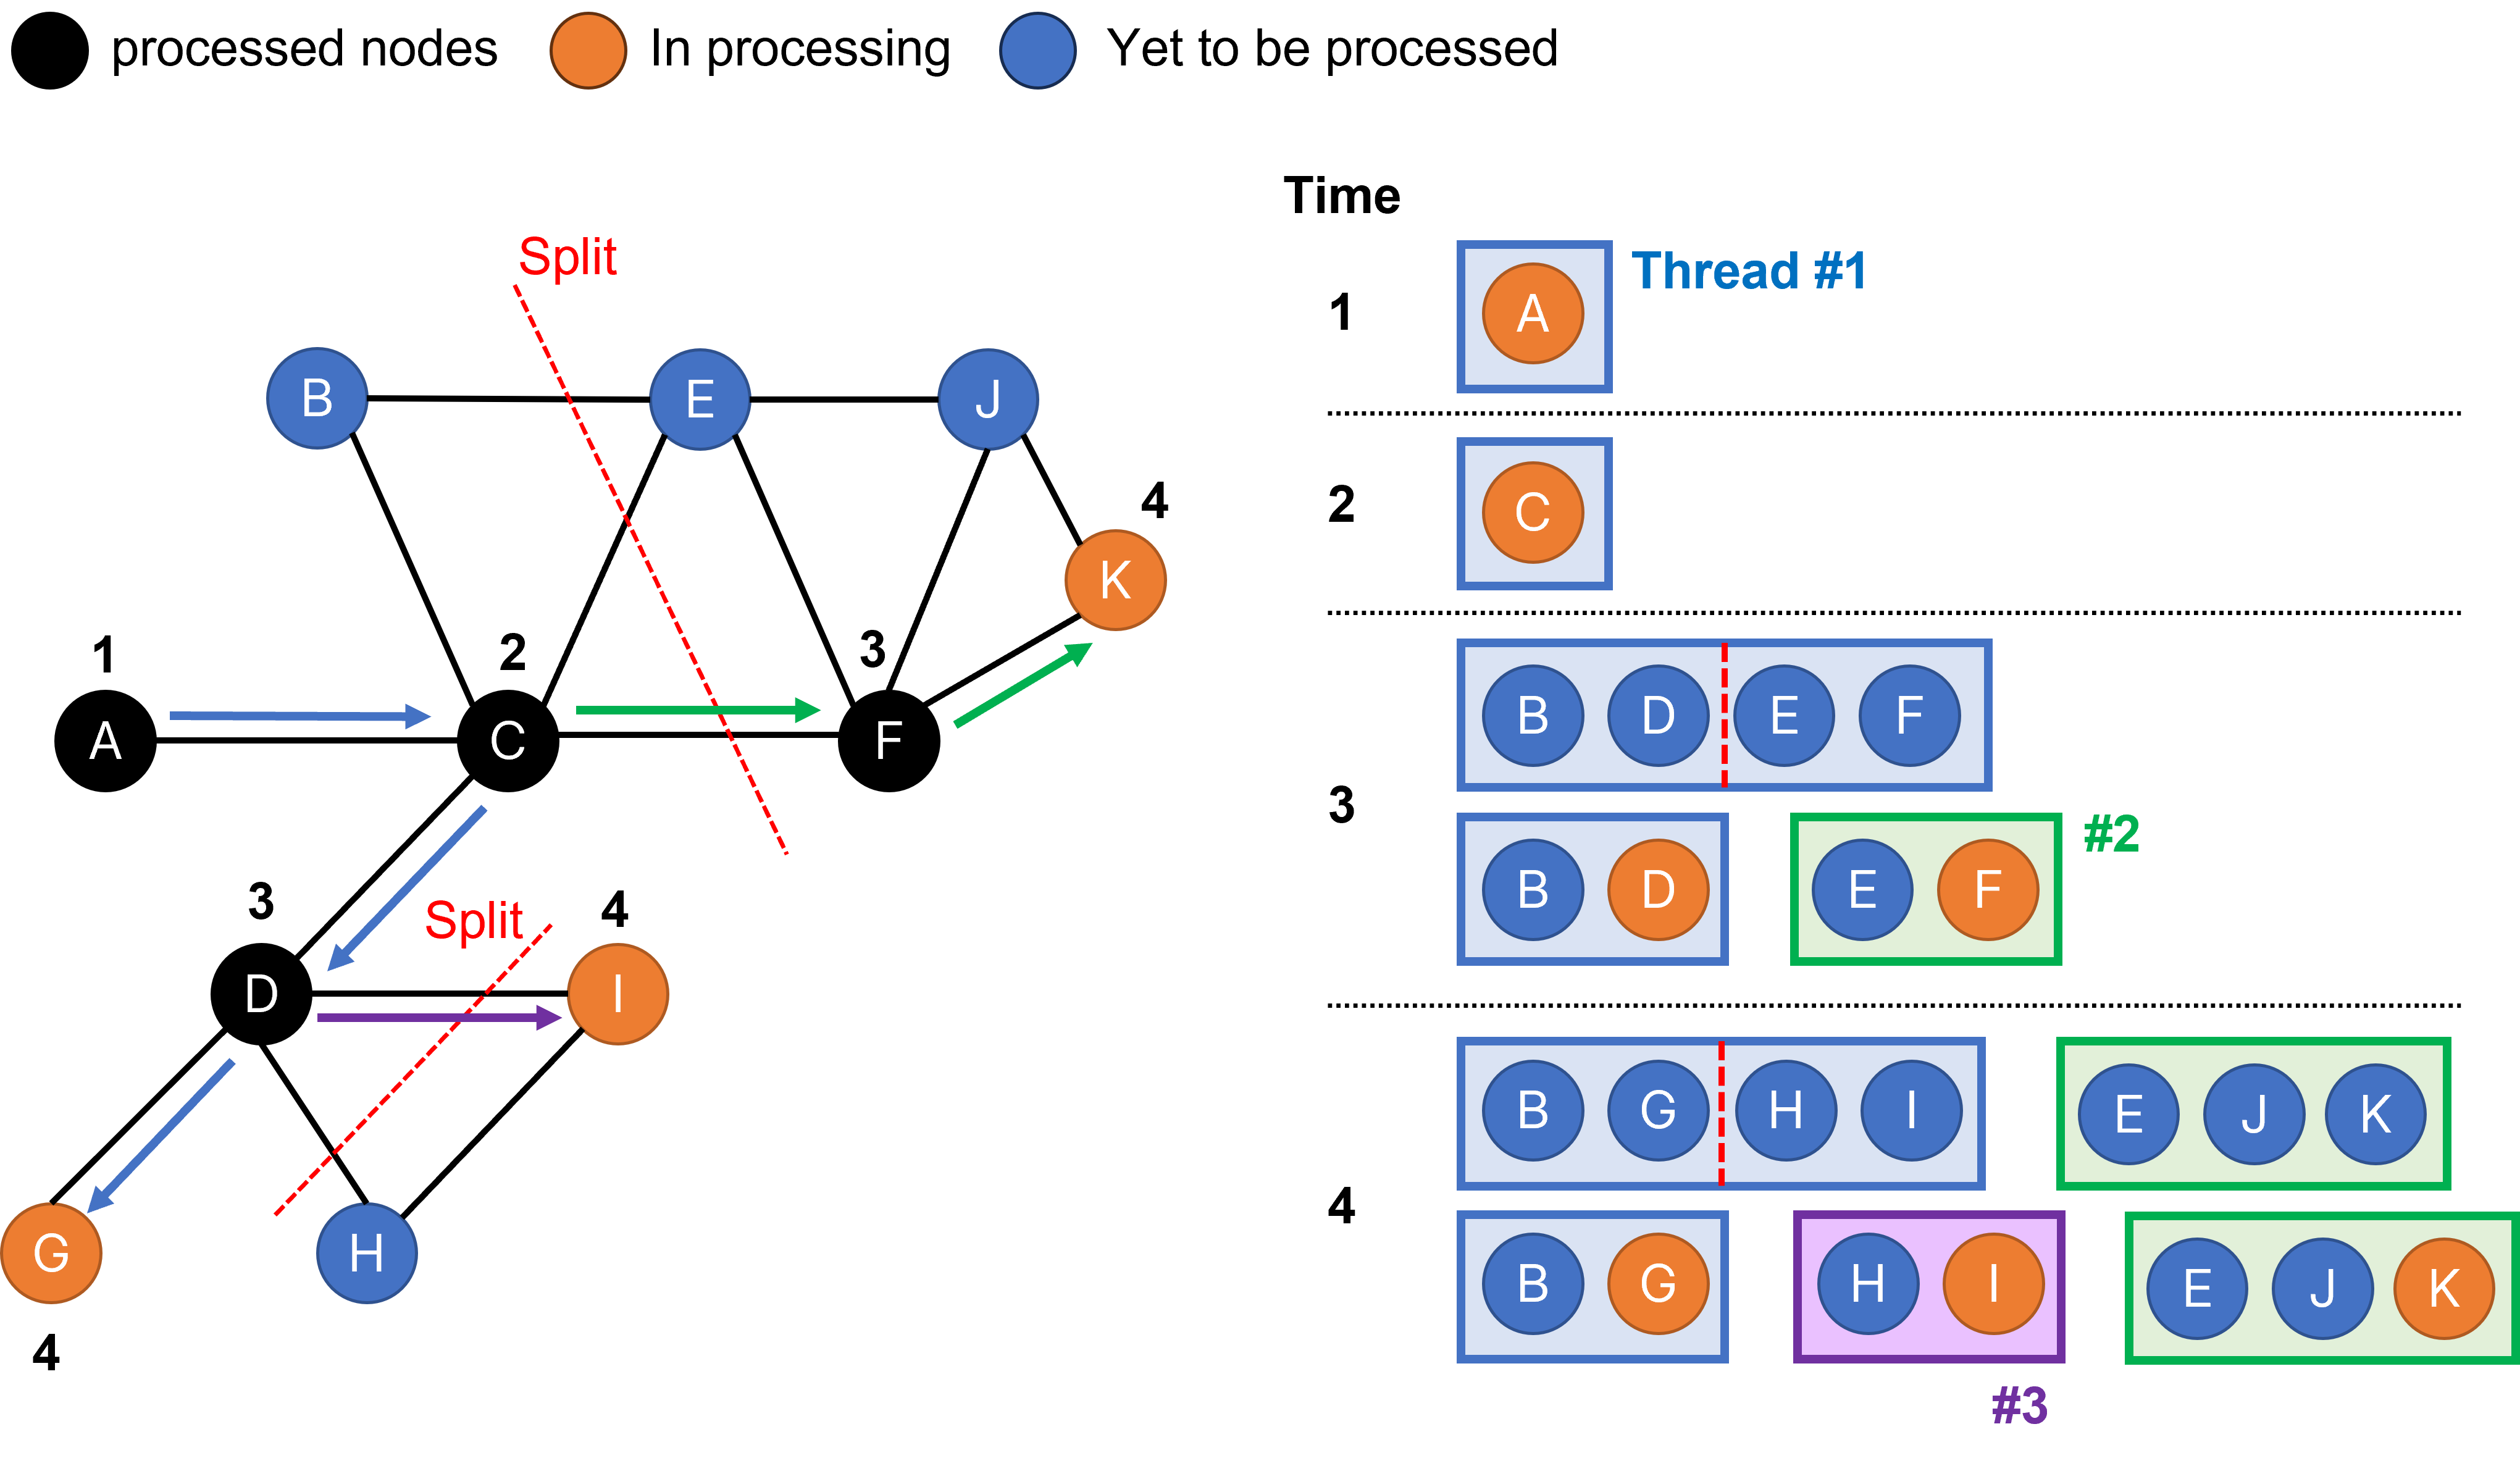 processed nodes In processing Yet to be processed
Split
B E J
4
K
1 2 3
A C F
3 Split 4
D I
G H
4
Time
1 A Thread #1
2 C
B D E F
3
B D E F #2
B G H I E J K
4
B G H I E J K
#3